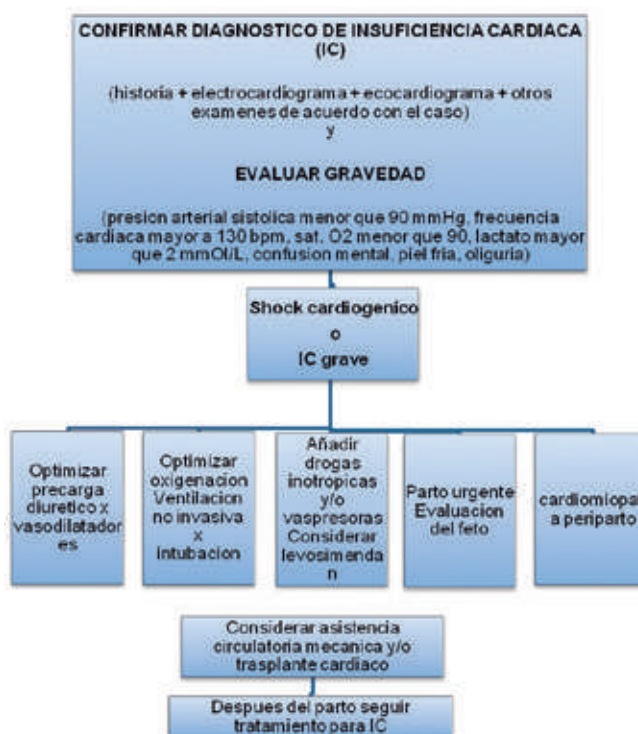 CONFIRMAR DIAGNOSTICO DE INSUFICIENCIA CARDIACA
(IC)
(historia + electrocardiograma + ecocardiograma + otros
examenes de acuerdo con el caso)
y
EVALUAR GRAVEDAD
(presion arterial sistolica menor que 90 mmHg, frecuencia
cardiaca mayor a 130 bpm, sat. O2 menor que 90, lactato mayor
que 2 mmOl/L, confusion mental, piel fria, oliguria)
Shock cardiogenico
o
IC grave
Optimizar
precarga
diuretico x
vasodilatador
es
Optimizar
oxigenacion
Ventilacion
no invasiva
x
intubacion
Añadir
drogas
inotropicas
y/o
vaspresoras
Considerar
levosimenda
n
Parto urgente
Evaluacion
del feto
cardiomiopat
a periparto
Considerar asistencia
circulatoria mecanica y/o
trasplante cardiaco
Despues del parto seguir
tratamiento para IC